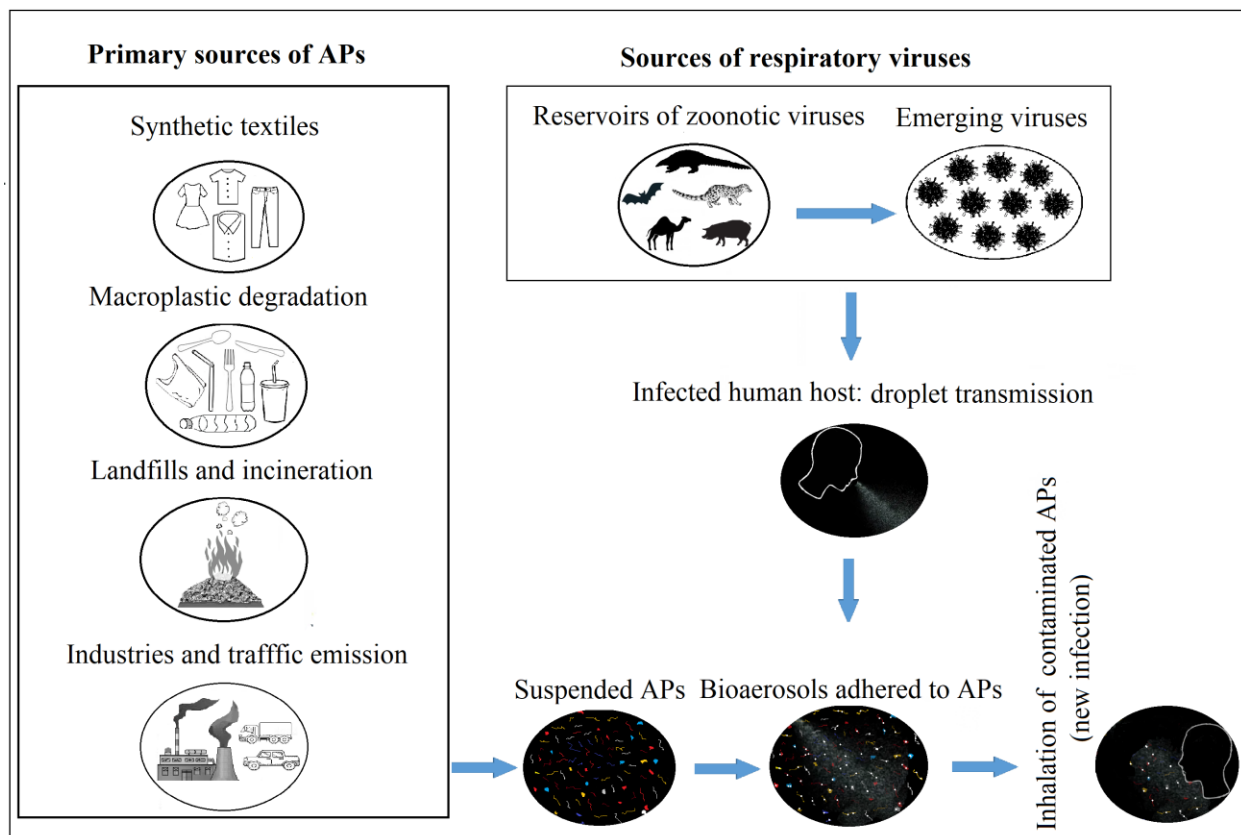 Primary sources of APs
Synthetic textiles
Macroplastic degradation
Landfills and incineration
Industries and trafffic emission
Sources of respiratory viruses
Reservoirs of zoonotic viruses
Emerging viruses
Infected human host: droplet transmission
Suspended APs
Bioaerosols adhered to APs
Inhalation of contaminated APs
(new infection)